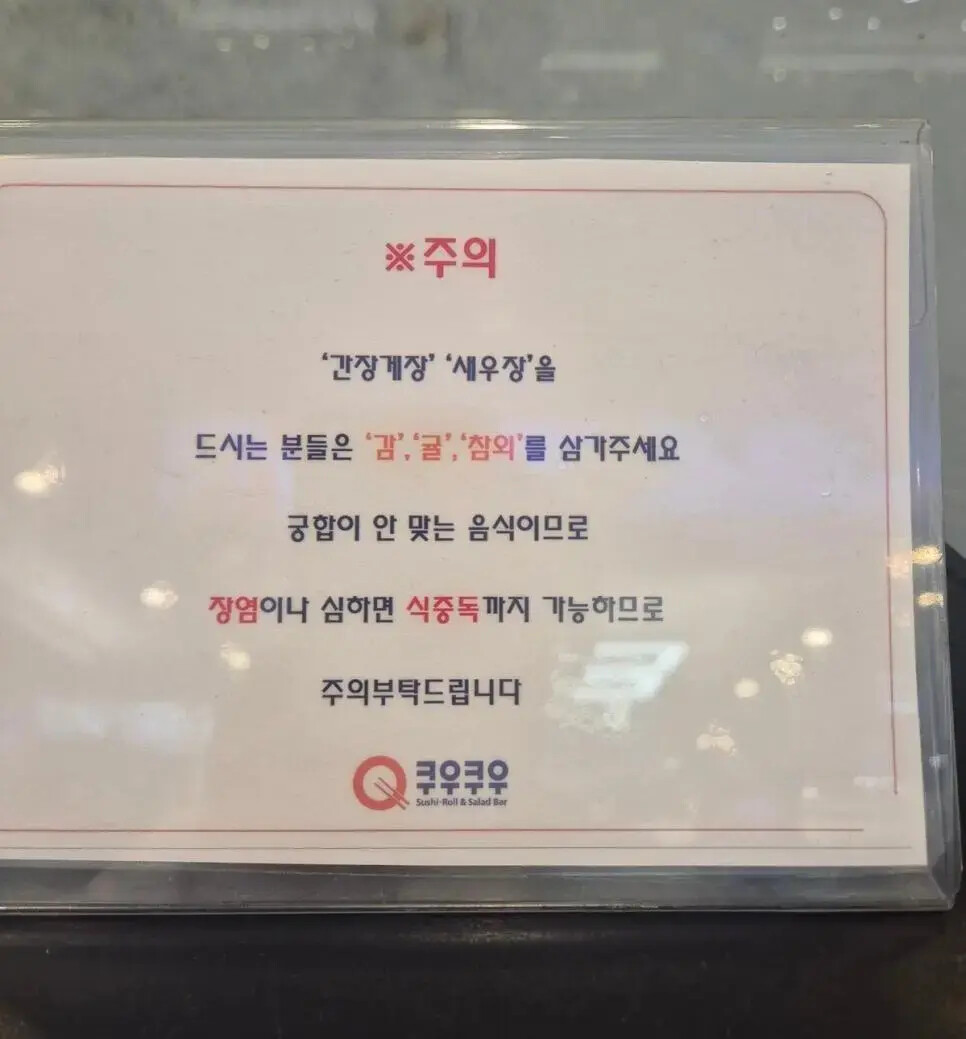 ※주의
‘간장게장’ ‘새우장’을
드시는 분들은 ‘감’, ‘귤’, ‘참외’를 삼가주세요
궁합이 안 맞는 음식이므로
장염이나 심하면 식중독까지 가능하므로
주의부탁드립니다
쿠우쿠우
Sushi·Roll & Salad Bar